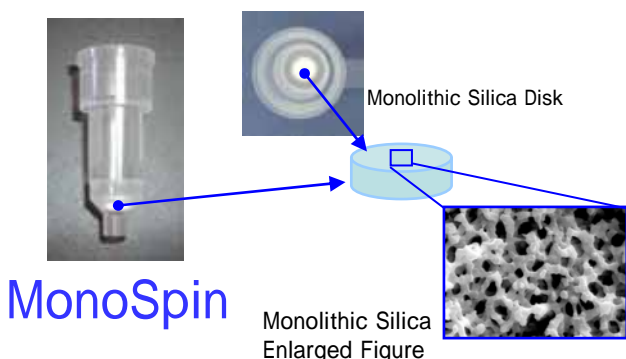 Monolithic Silica Disk
MonoSpin
Monolithic Silica
Enlarged Figure